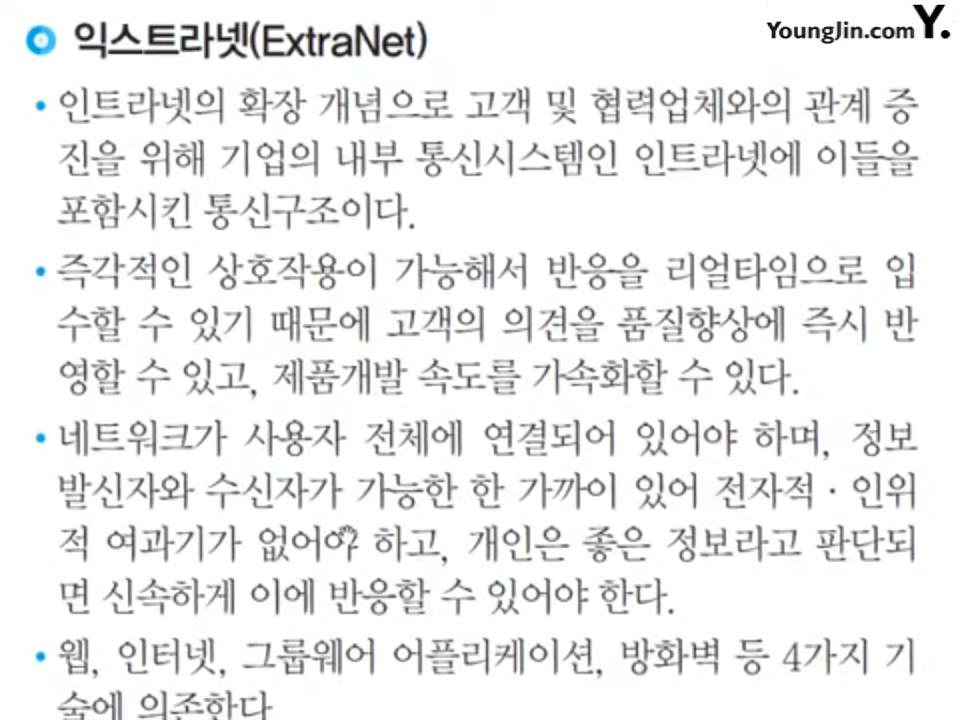 익스트라넷(ExtraNet)
YoungJin.com Y.
• 인트라넷의 확장 개념으로 고객 및 협력업체와의 관계 증
진을 위해 기업의 내부 통신시스템인 인트라넷에 이들을
포함시킨 통신구조이다.
• 즉각적인 상호작용이 가능해서 반응을 리얼타임으로 입
수할 수 있기 때문에 고객의 의견을 품질향상에 즉시 반
영할 수 있고, 제품개발 속도를 가속화할 수 있다.
• 네트워크가 사용자 전체에 연결되어 있어야 하며, 정보
발신자와 수신자가 가능한 한 가까이 있어 전자적 · 인위
적 여과기가 없어야 하고, 개인은 좋은 정보라고 판단되
면 신속하게 이에 반응할 수 있어야 한다.
• 웹, 인터넷, 그룹웨어 어플리케이션, 방화벽 등 4가지 기
술에 의존한다